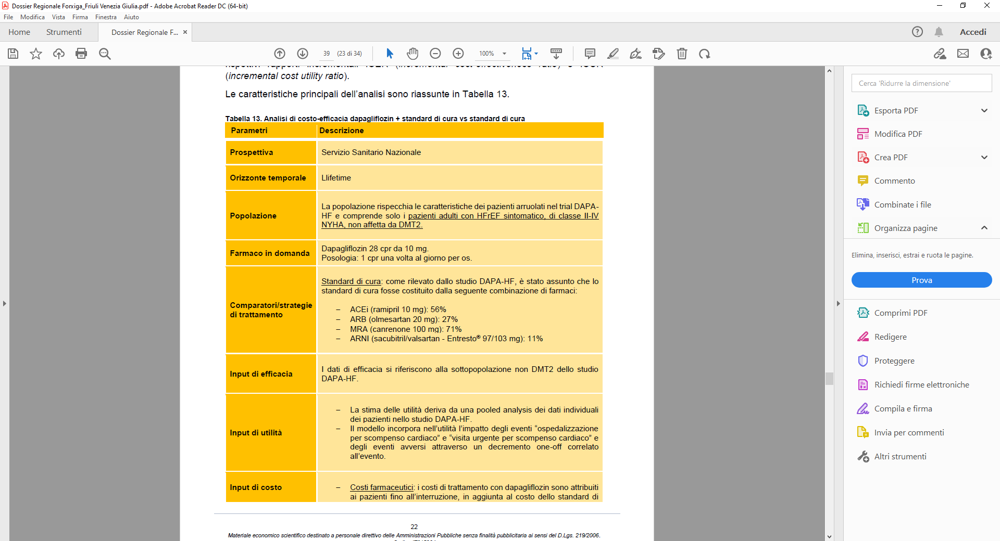 Dossier Regionale Forxiga_Friuli Venezia Giulia.pdf - Adobe Acrobat Reader DC (64-bit)
File Modifica Vista Firma Finestra Aiuto
Home Strumenti Dossier Regionale F... × Accedi
39 (23 di 34) 100%
rispettivi rapporti incrementali ICER (incremental cost-effectiveness ratio) e ICUR
(incremental cost utility ratio).
Le caratteristiche principali dell'analisi sono riassunte in Tabella 13.
Tabella 13. Analisi di costo-efficacia dapagliflozin + standard di cura vs standard di cura
Parametri Descrizione
Prospettiva Servizio Sanitario Nazionale
Orizzonte temporale Llifetime
Popolazione
La popolazione rispecchia le caratteristiche dei pazienti arruolati nel trial DAPA-
HF e comprende solo i pazienti adulti con HFrEF sintomatico, di classe II-IV
NYHA, non affetta da DMT2.
Farmaco in domanda
Dapagliflozin 28 cpr da 10 mg.
Posologia: 1 cpr una volta al giorno per os.
Comparatori/strategie
di trattamento
Standard di cura: come rilevato dallo studio DAPA-HF, è stato assunto che lo
standard di cura fosse costituito dalla seguente combinazione di farmaci:
– ACEi (ramipril 10 mg): 56%
– ARB (olmesartan 20 mg): 27%
– MRA (canrenone 100 mg): 71%
– ARNI (sacubitril/valsartan - Entresto® 97/103 mg): 11%
Input di efficacia
I dati di efficacia si riferiscono alla sottopopolazione non DMT2 dello studio
DAPA-HF.
Input di utilità
– La stima delle utilità deriva da una pooled analysis dei dati individuali
dei pazienti nello studio DAPA-HF.
– Il modello incorpora nell'utilità l'impatto degli eventi “ospedalizzazione
per scompenso cardiaco” e “visita urgente per scompenso cardiaco” e
degli eventi avversi attraverso un decremento one-off correlato
all'evento.
Input di costo
– Costi farmaceutici: i costi di trattamento con dapagliflozin sono attribuiti
ai pazienti fino all'interruzione, in aggiunta al costo dello standard di
22
Materiale economico scientifico destinato a personale direttivo delle Amministrazioni Pubbliche senza finalità pubblicitaria ai sensi del D.Lgs. 219/2006.
Cerca 'Ridurre la dimensione'
Esporta PDF
Modifica PDF
Crea PDF
Commento
Combinate i file
Organizza pagine
Elimina, inserisci, estrai e ruota le pagine.
Prova
Comprimi PDF
Redigere
Proteggere
Richiedi firme elettroniche
Compila e firma
Invia per commenti
Altri strumenti